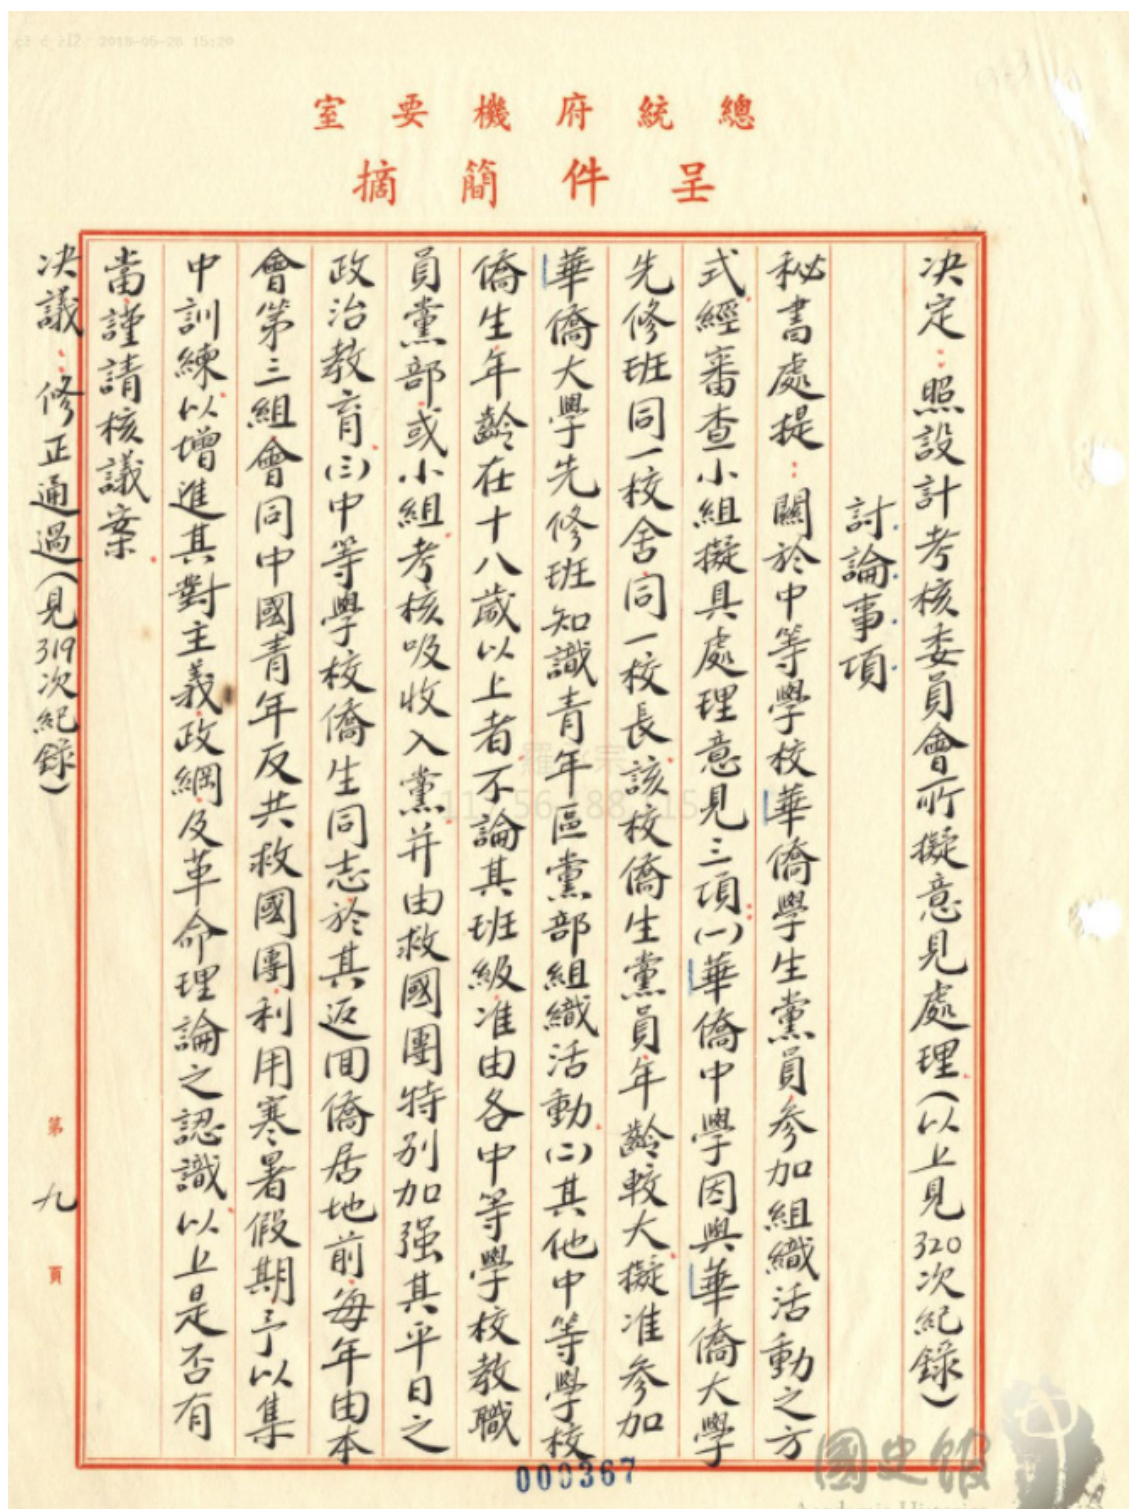 2018-05-26 15:20
總統府機要室
呈件簡摘
決定：照設計考核委員會所擬意見處理（以上見320次紀錄）
討論事項
秘書處提：關於中等學校華僑學生黨員參加組織活動之方
式經審查小組擬具處理意見三項：(一)華僑中學因與華僑大學
先修班同一校舍同一校長該校僑生黨員年齡較大擬准參加
華僑大學先修班知識青年區黨部組織活動(二)其他中等學校
僑生年齡在十八歲以上者不論其班級准由各中等學校教職
員黨部或小組考核吸收入黨并由救國團特別加強其平日之
政治教育(三)中等學校僑生同志於其返回僑居地前每年由本
會第三組會同中國青年反共救國團利用寒暑假期予以集
中訓練以增進其對主義政綱及革命理論之認識以上是否有
當謹請核議案
決議：修正通過（見319次紀錄）
第九頁
000367
國史館